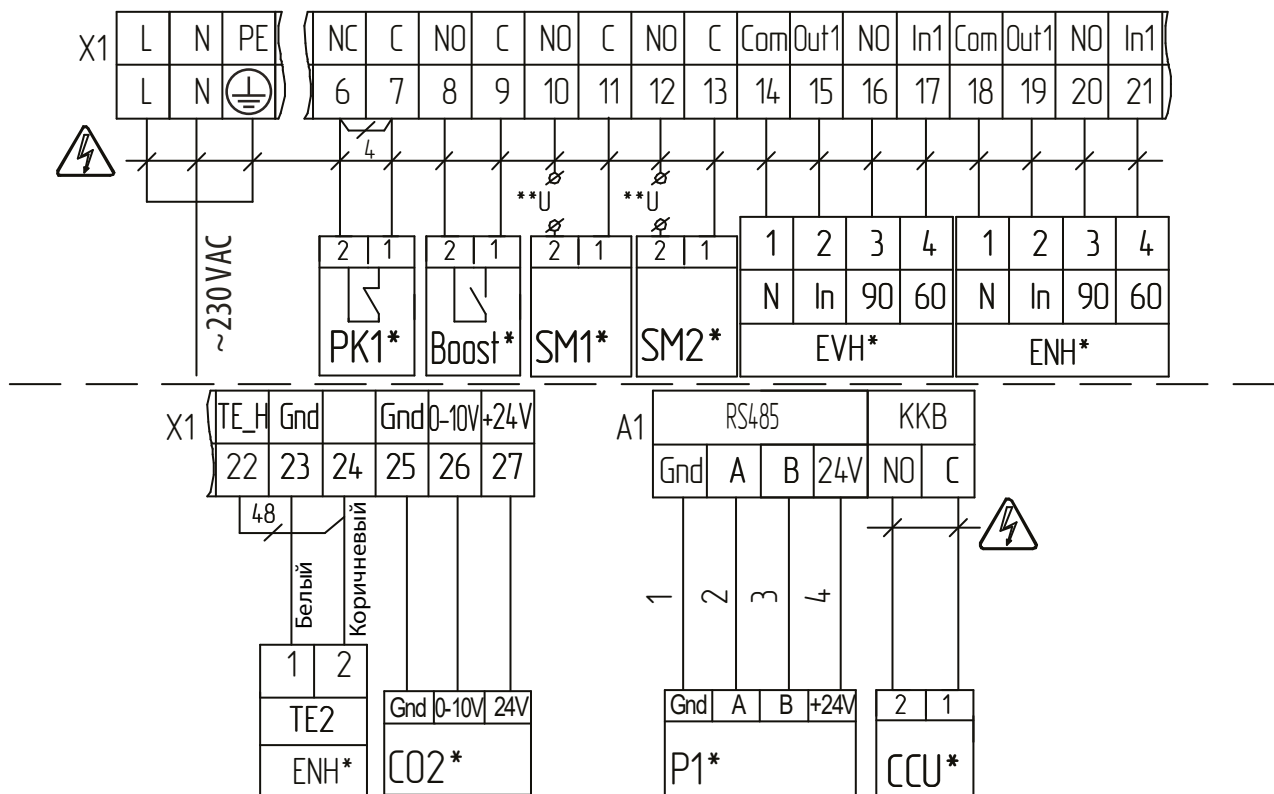 X1
L N PE NC C NO C NO C NO C Com Out1 NO In1 Com Out1 NO In1
L N 6 7 8 9 10 11 12 13 14 15 16 17 18 19 20 21
4
**U **U
~230 VAC
2 1 2 1 2 1 2 1 1 2 3 4 1 2 3 4
N In 90 60 N In 90 60
PK1* Boost* SM1* SM2* EVH* ENH*
X1
TE_H Gnd Gnd 0-10V +24V
22 23 24 25 26 27
48
Белый
Коричневый
1 2
TE2
ENH*
Gnd 0-10V 24V
CO2*
A1
RS485 KKB
Gnd A B 24V NO C
1 2 3 4
Gnd A B +24V 2 1
P1* CCU*